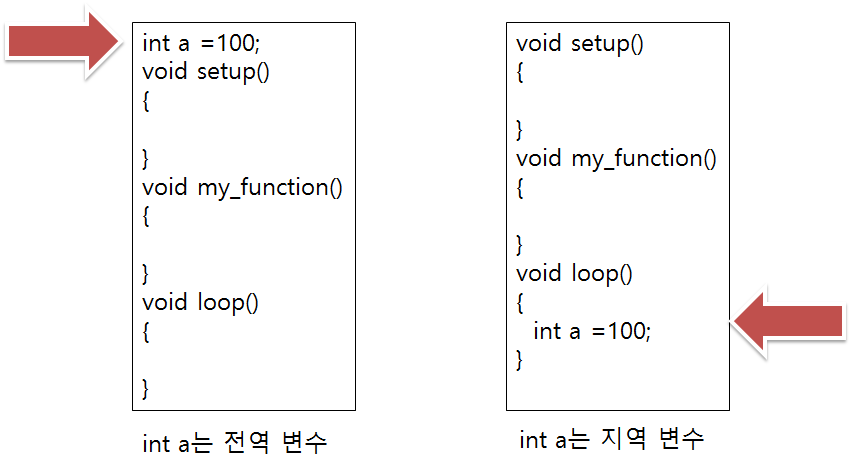 int a =100;
void setup()
{
}
void my_function()
{
}
void loop()
{
}
int a는 전역 변수
void setup()
{
}
void my_function()
{
}
void loop()
{
int a =100;
}
int a는 지역 변수